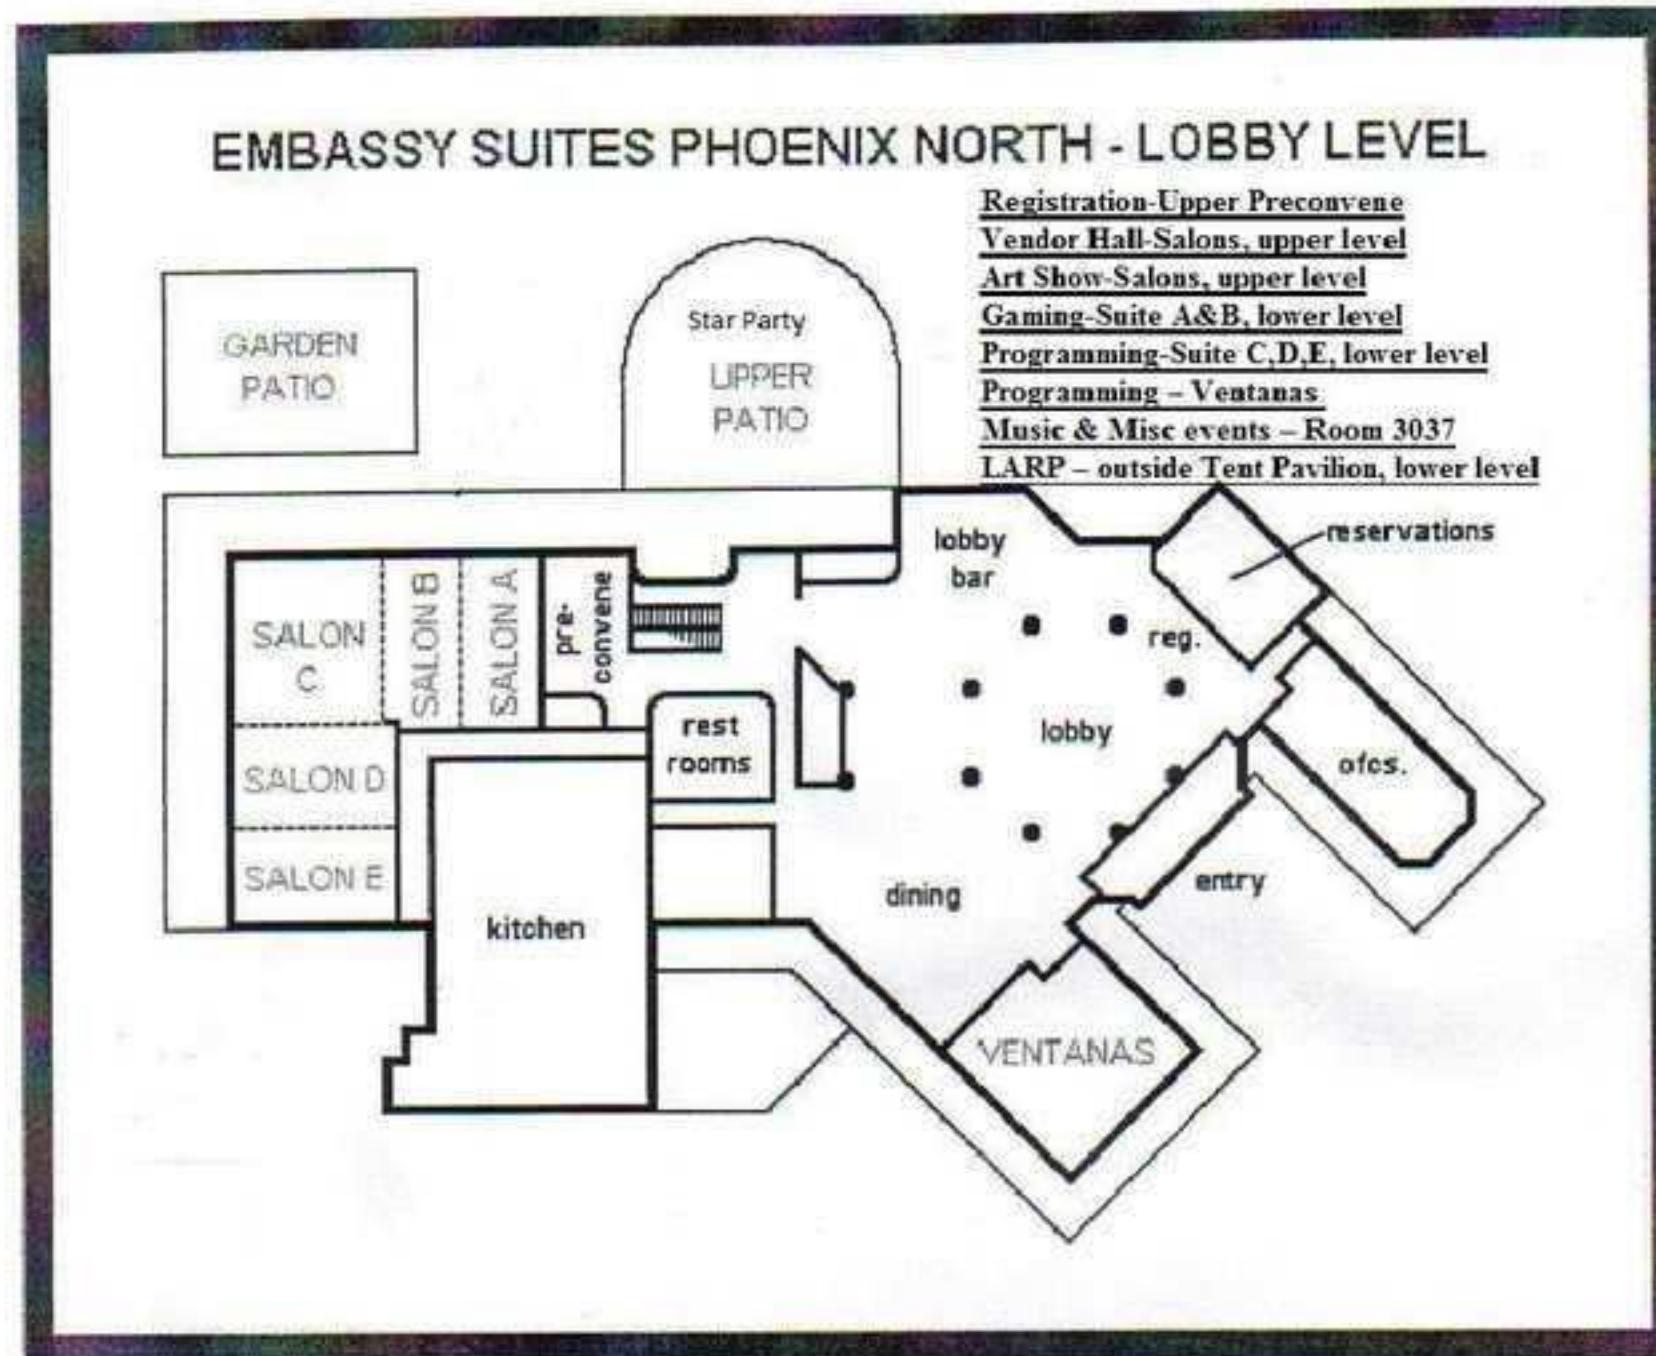 EMBASSY SUITES PHOENIX NORTH - LOBBY LEVEL
Registration-Upper Preconvene
Vendor Hall-Salons, upper level
Art Show-Salons, upper level
Gaming-Suite A&B, lower level
Programming-Suite C,D,E, lower level
Programming – Ventanas
Music & Misc events – Room 3037
LARP – outside Tent Pavilion, lower level
GARDEN
PATIO
Star Party
UPPER
PATIO
lobby
bar
reservations
SALON
C
SALON B
SALON A
pre-
convene
reg.
rest
rooms
lobby
SALON D
ofcs.
SALON E
dining
entry
kitchen
VENTANAS